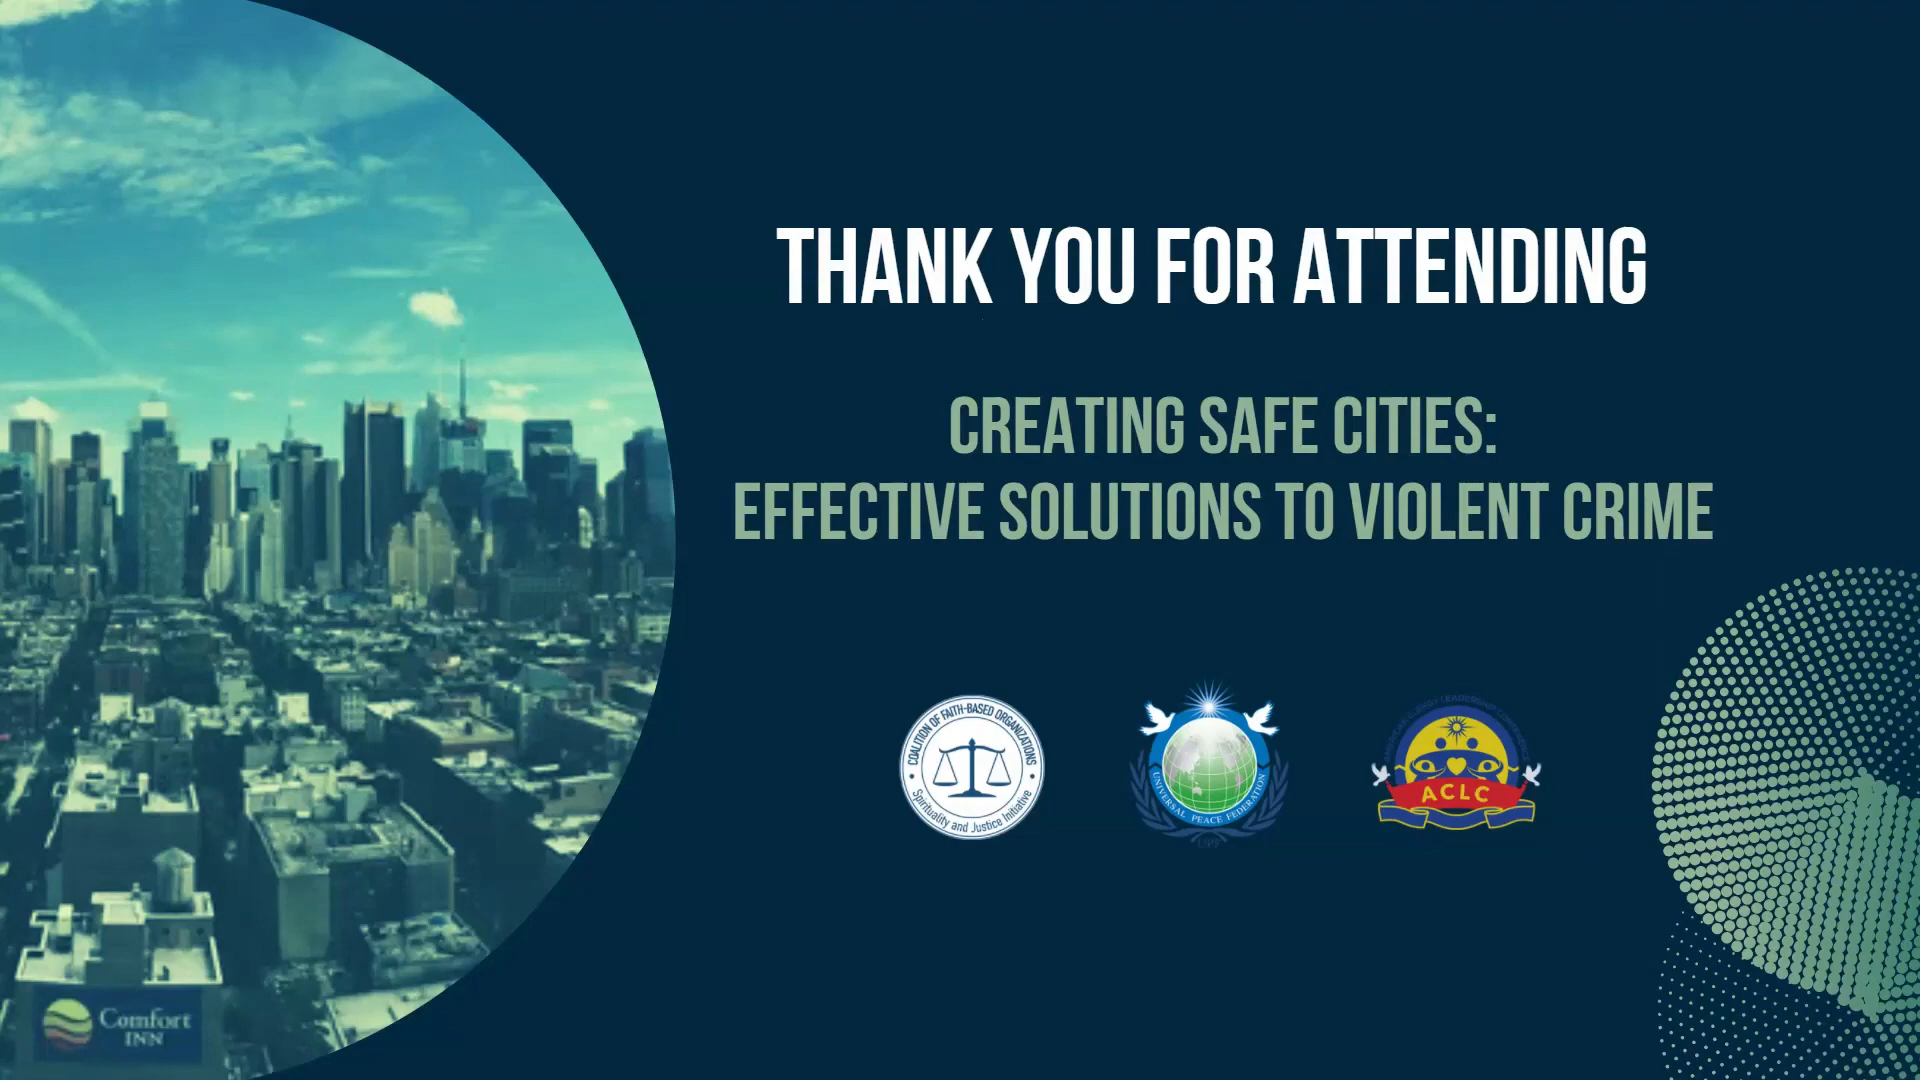 THANK YOU FOR ATTENDING
CREATING SAFE CITIES:
EFFECTIVE SOLUTIONS TO VIOLENT CRIME
COALITION OF FAITH-BASED ORGANIZATIONS
Spirituality and Justice Initiative
UNIVERSAL PEACE FEDERATION
UPF
ACLC
Comfort
INN